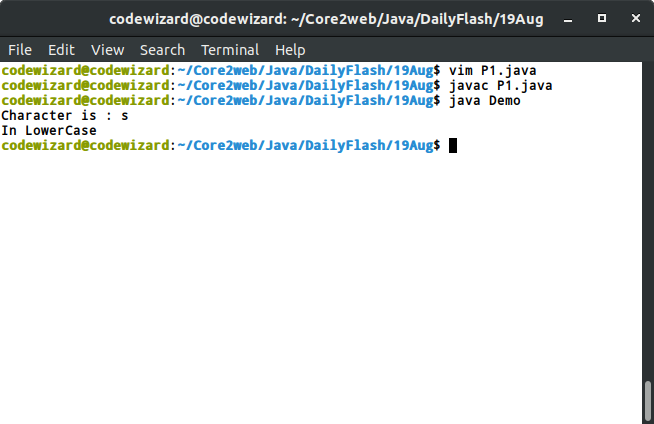 codewizard@codewizard: ~/Core2web/Java/DailyFlash/19Aug
File Edit View Search Terminal Help
codewizard@codewizard:~/Core2web/Java/DailyFlash/19Aug$ vim P1.java
codewizard@codewizard:~/Core2web/Java/DailyFlash/19Aug$ javac P1.java
codewizard@codewizard:~/Core2web/Java/DailyFlash/19Aug$ java Demo
Character is : s
In LowerCase
codewizard@codewizard:~/Core2web/Java/DailyFlash/19Aug$